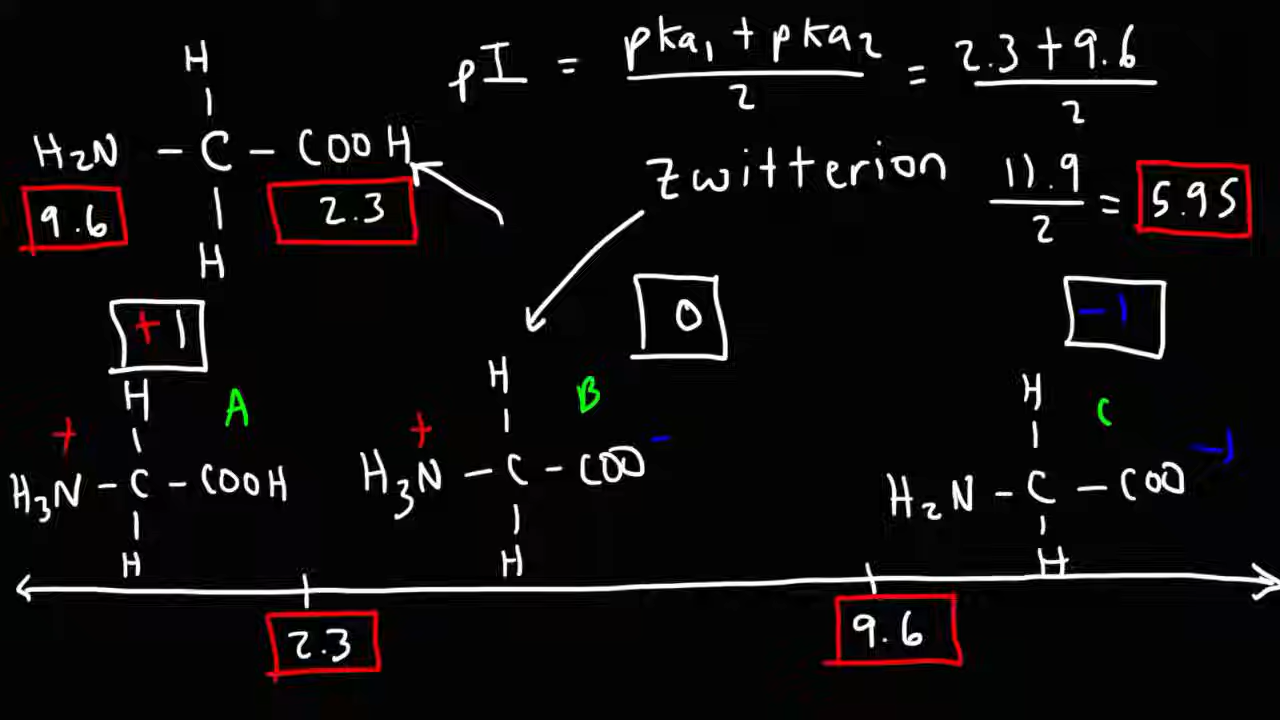 pI = pka₁ + pka₂ / 2 = 2.3 + 9.6 / 2
11.9 / 2 = 5.95
H
H₂N - C - COOH
9.6 2.3
H
Zwitterion
+1 0 -1
H
A
+
H₃N - C - COOH
H
H
B
+ -
H₃N - C - COO
H
H
C
-1
H₂N - C - COO
H
2.3 9.6